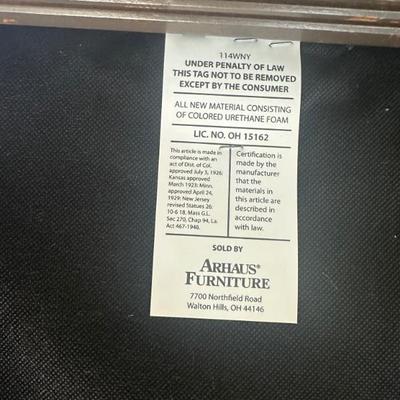 114WNY
UNDER PENALTY OF LAW
THIS TAG NOT TO BE REMOVED
EXCEPT BY THE CONSUMER
ALL NEW MATERIAL CONSISTING
OF COLORED URETHANE FOAM
LIC. NO. OH 15162
This article is made in
compliance with an
act of Dist. of Col.
approved July 3, 1926;
Kansas approved
March 1923; Minn.
approved April 24,
1929: New Jersey
revised Statues 26:
10-6 18, Mass G.L.
Sec 270, Chap 94, La.
Act 467-1948.
Certification is
made by the
manufacturer
that the
materials in
this article are
described in
accordance
with law.
SOLD BY
ARHAUS®
FURNITURE
7700 Northfield Road
Walton Hills, OH 44146